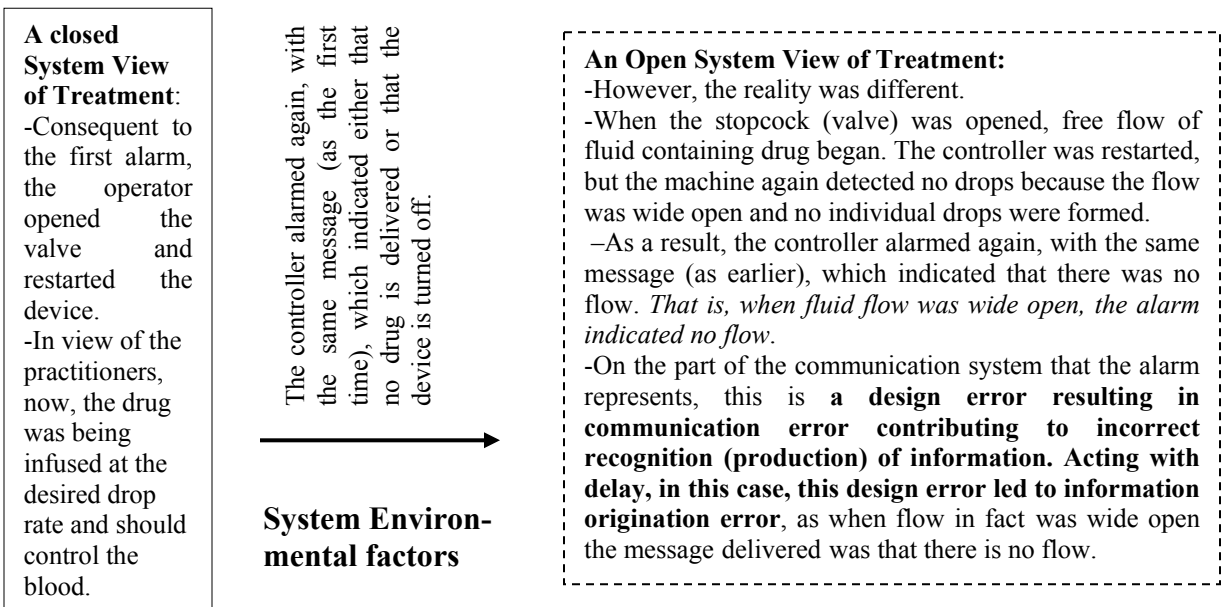 A closed
System View
of Treatment:
-Consequent to
the first alarm,
the operator
opened the
valve and
restarted the
device.
-In view of the
practitioners,
now, the drug
was being
infused at the
desired drop
rate and should
control the
blood.
The controller alarmed again, with
the same message (as the first
time), which indicated either that
no drug is delivered or that the
device is turned off.
System Environ-
mental factors
An Open System View of Treatment:
-However, the reality was different.
-When the stopcock (valve) was opened, free flow of
fluid containing drug began. The controller was restarted,
but the machine again detected no drops because the flow
was wide open and no individual drops were formed.
–As a result, the controller alarmed again, with the same
message (as earlier), which indicated that there was no
flow. That is, when fluid flow was wide open, the alarm
indicated no flow.
-On the part of the communication system that the alarm
represents, this is a design error resulting in
communication error contributing to incorrect
recognition (production) of information. Acting with
delay, in this case, this design error led to information
origination error, as when flow in fact was wide open
the message delivered was that there is no flow.